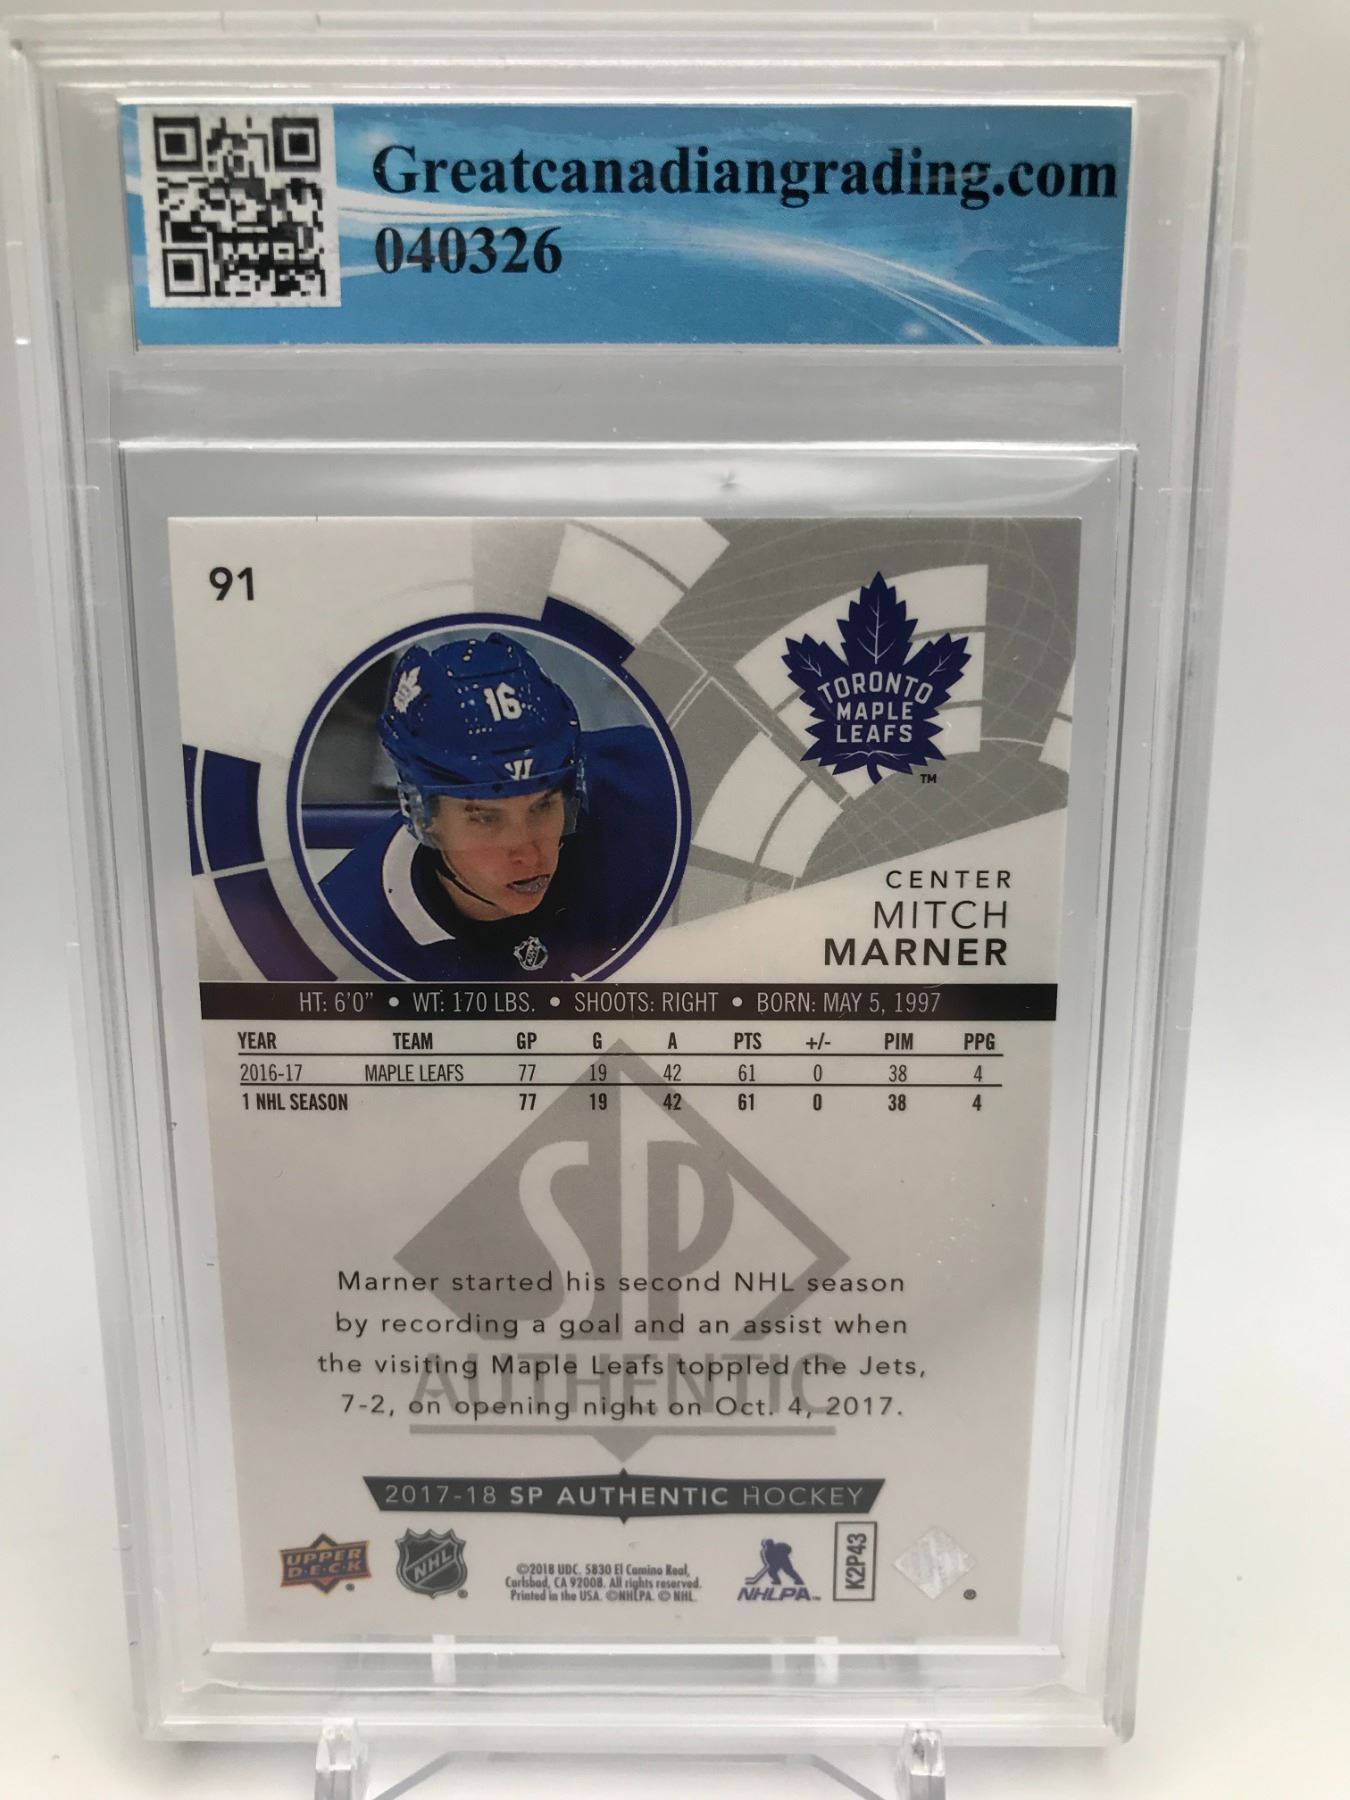 Greatcanadiangrading.com
040326
91
16
TORONTO
MAPLE
LEAFS
TM
CENTER
MITCH
MARNER
HT: 6'0" • WT: 170 LBS. • SHOOTS: RIGHT • BORN: MAY 5, 1997
YEAR TEAM GP G A PTS +/- PIM PPG
2016-17 MAPLE LEAFS 77 19 42 61 0 38 4
1 NHL SEASON 77 19 42 61 0 38 4
SP
AUTHENTIC
Marner started his second NHL season
by recording a goal and an assist when
the visiting Maple Leafs toppled the Jets,
7-2, on opening night on Oct. 4, 2017.
2017-18 SP AUTHENTIC HOCKEY
UPPER
D·E·C·K
®
NHL
®
©2018 UDC. 5830 El Camino Real,
Carlsbad, CA 92008. All rights reserved.
Printed in the USA. ©NHLPA. © NHL.
NHLPA™
K2P43
®